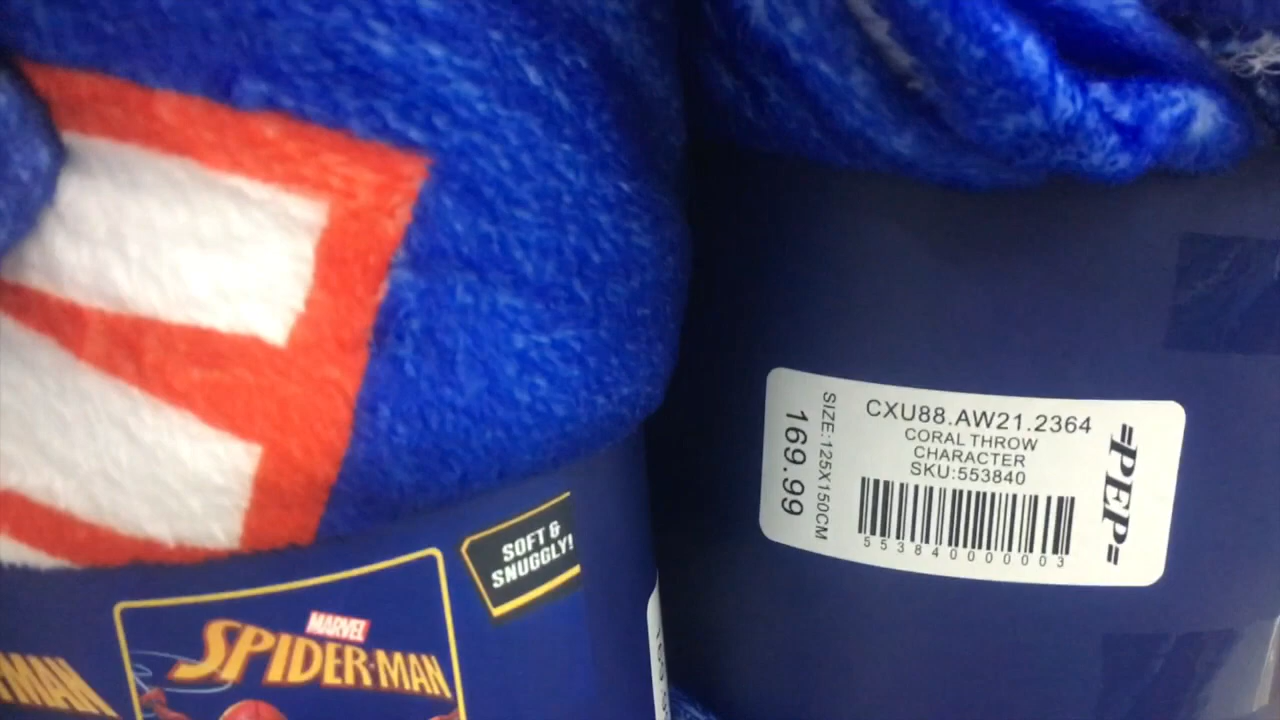 SOFT &
SNUGGLY!
MARVEL
SPIDER-MAN
CXU88.AW21.2364
CORAL THROW
CHARACTER
SKU:553840
5538400000003
SIZE:125X150CM
169.99
=PEP=